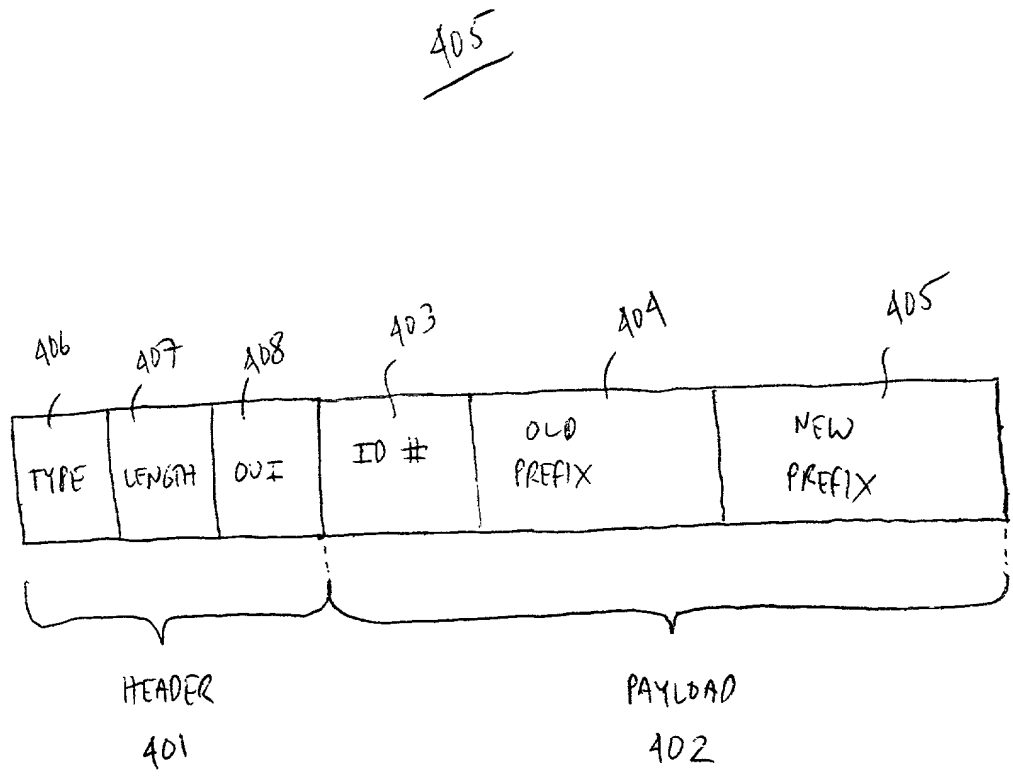 405
406
407
408
403
404
405
TYPE
LENGTH
OUI
ID #
OLD
PREFIX
NEW
PREFIX
HEADER
401
PAYLOAD
402